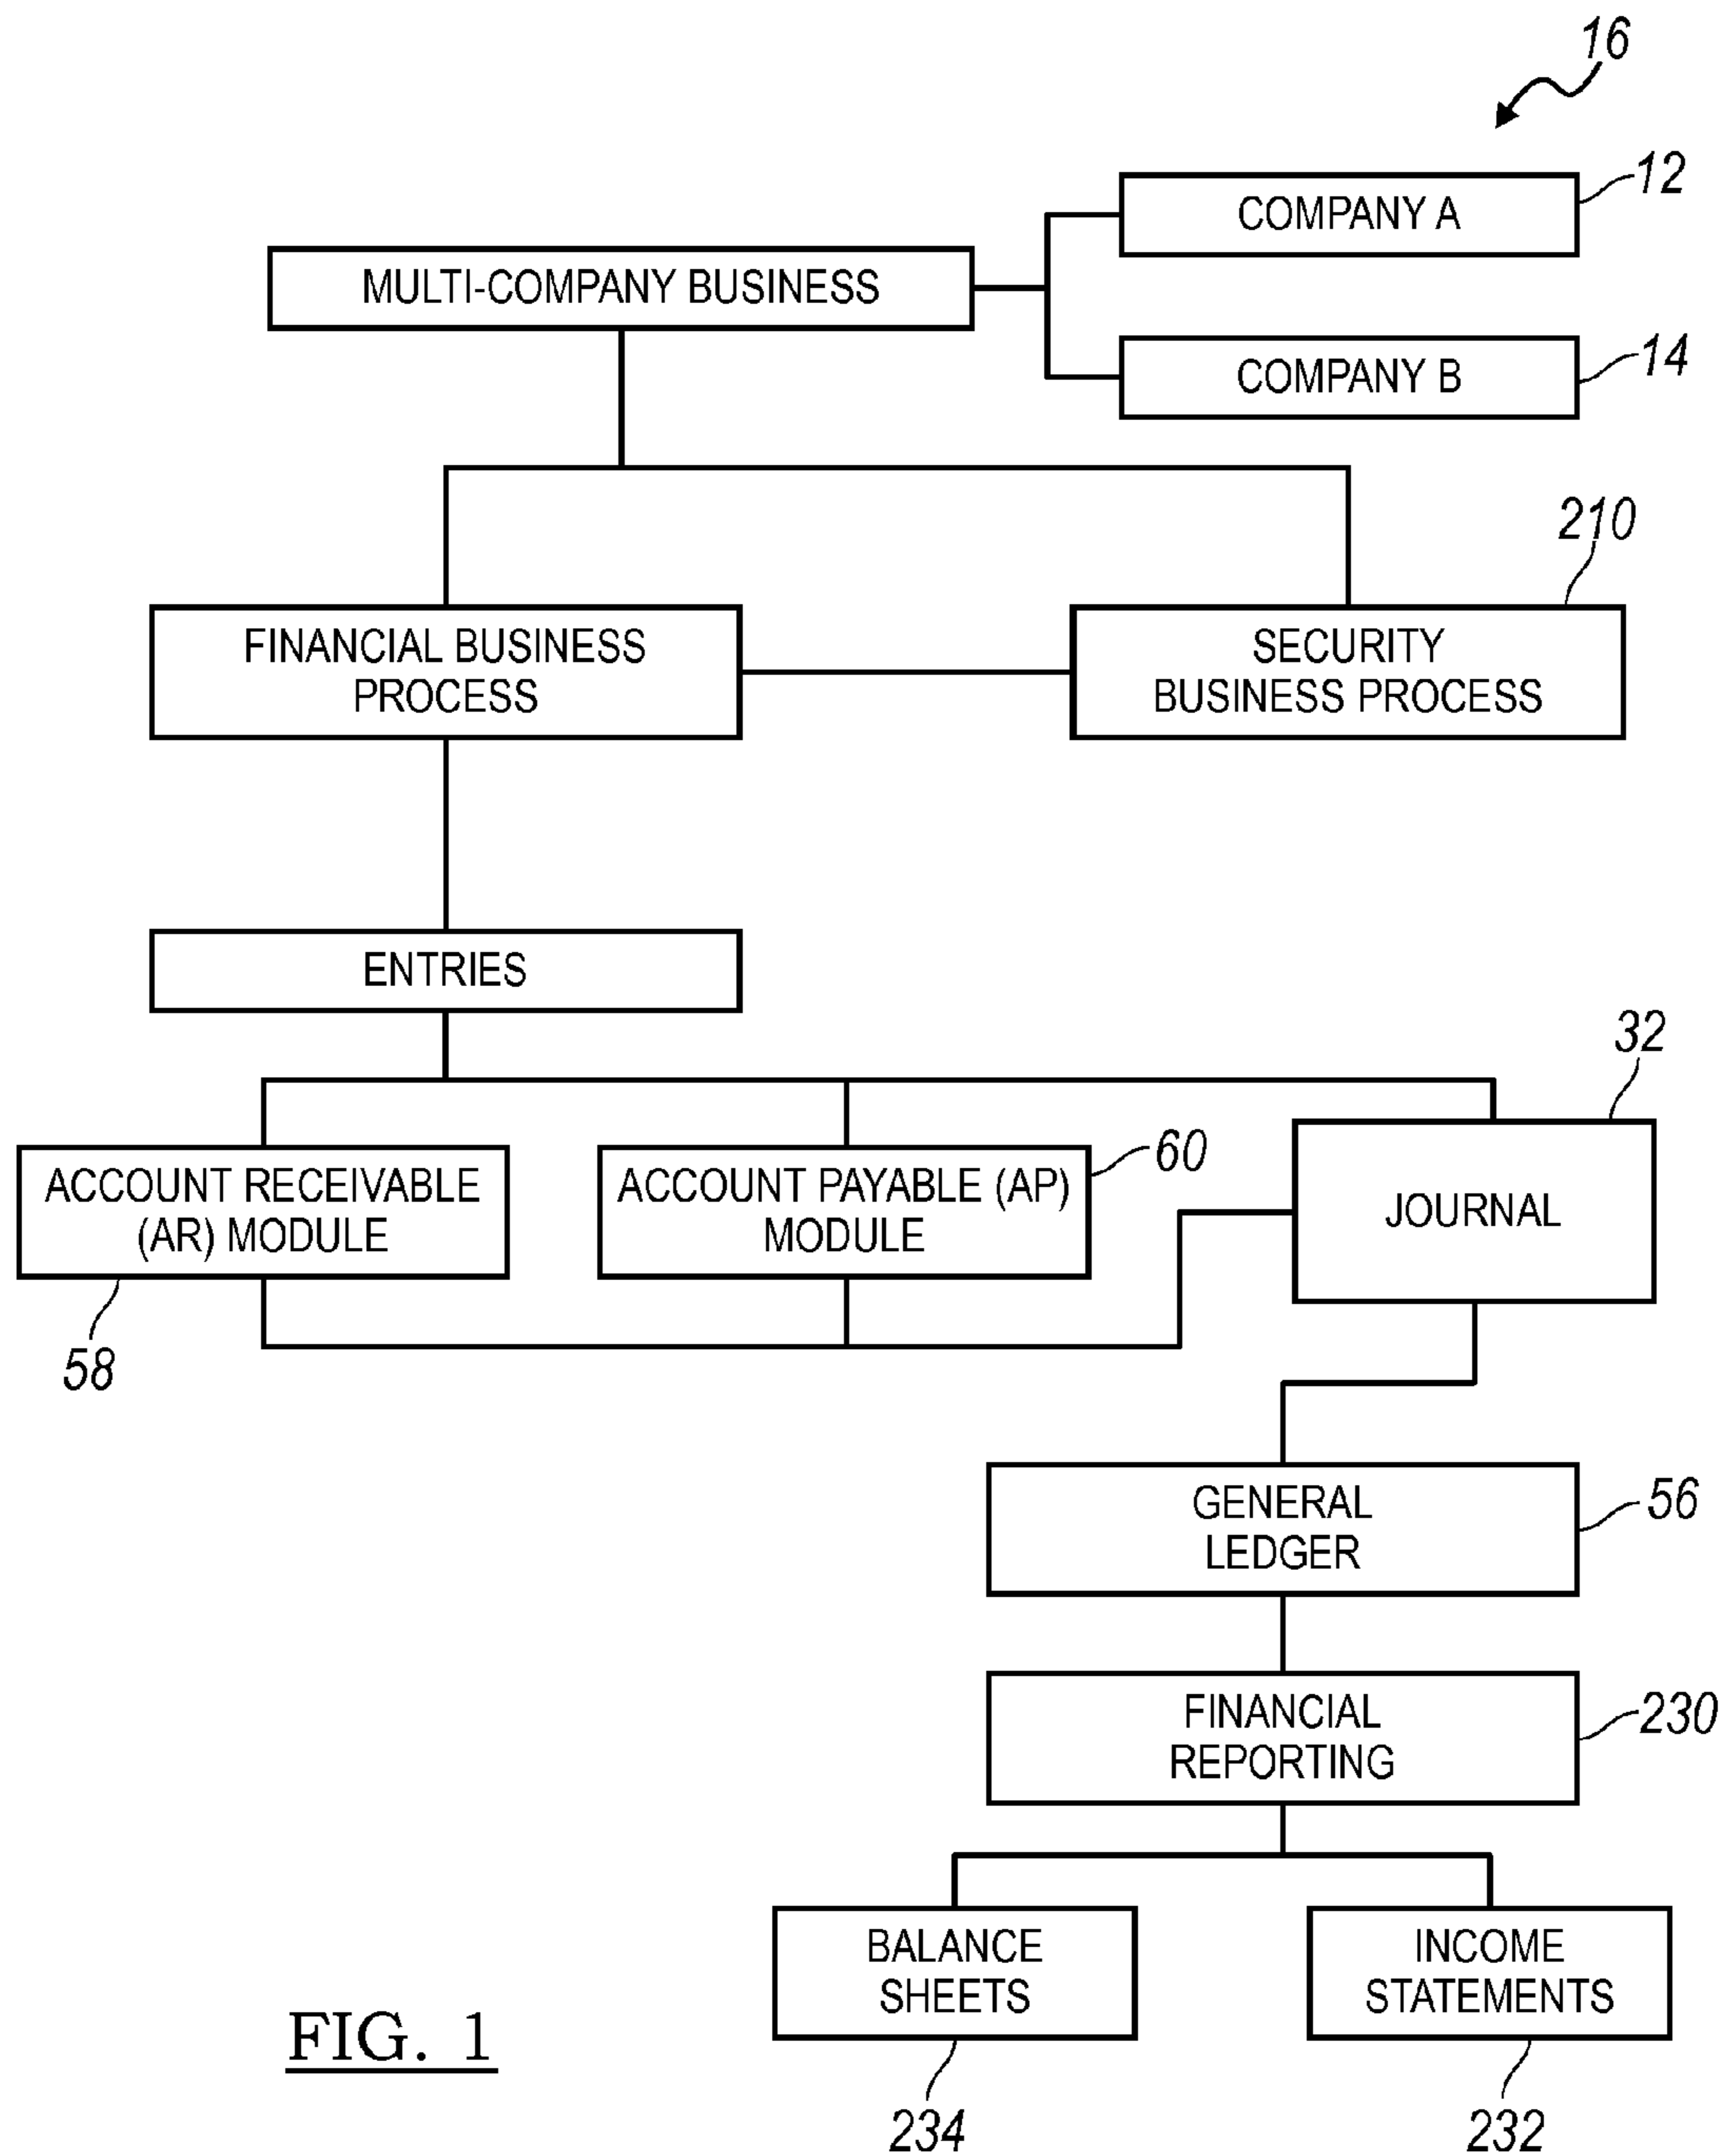 16
12
COMPANY A
MULTI-COMPANY BUSINESS
14
COMPANY B
210
FINANCIAL BUSINESS
PROCESS
SECURITY
BUSINESS PROCESS
ENTRIES
32
60
ACCOUNT RECEIVABLE
(AR) MODULE
ACCOUNT PAYABLE (AP)
MODULE
JOURNAL
58
GENERAL
LEDGER
56
FINANCIAL
REPORTING
230
BALANCE
SHEETS
INCOME
STATEMENTS
FIG. 1
234
232